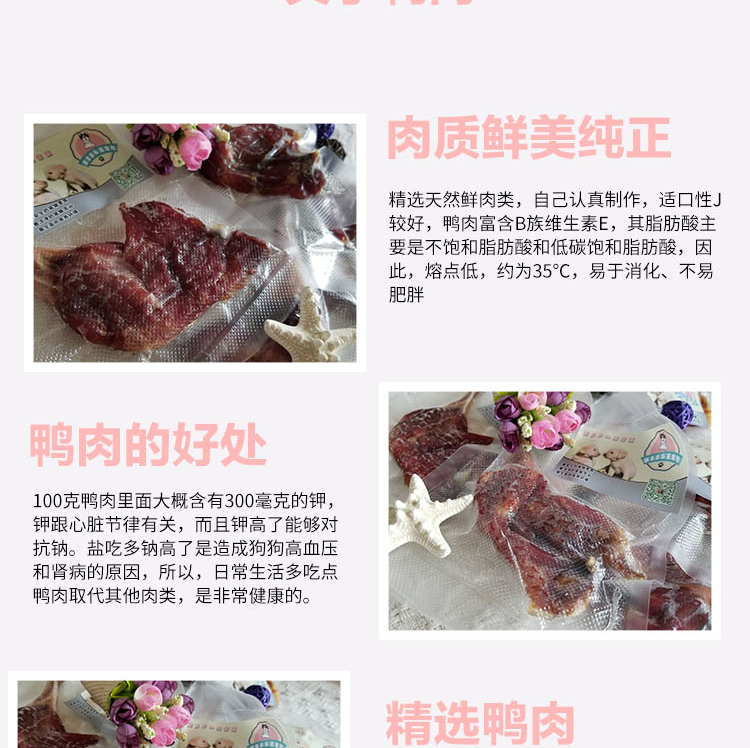 肉质鲜美纯正
精选天然鲜肉类，自己认真制作，适口性J
较好，鸭肉富含B族维生素E，其脂肪酸主
要是不饱和脂肪酸和低碳饱和脂肪酸，因
此，熔点低，约为35℃，易于消化、不易
肥胖
鸭肉的好处
100克鸭肉里面大概含有300毫克的钾，
钾跟心脏节律有关，而且钾高了能够对
抗钠。盐吃多钠高了是造成狗狗高血压
和肾病的原因，所以，日常生活多吃点
鸭肉取代其他肉类，是非常健康的。
精选鸭肉